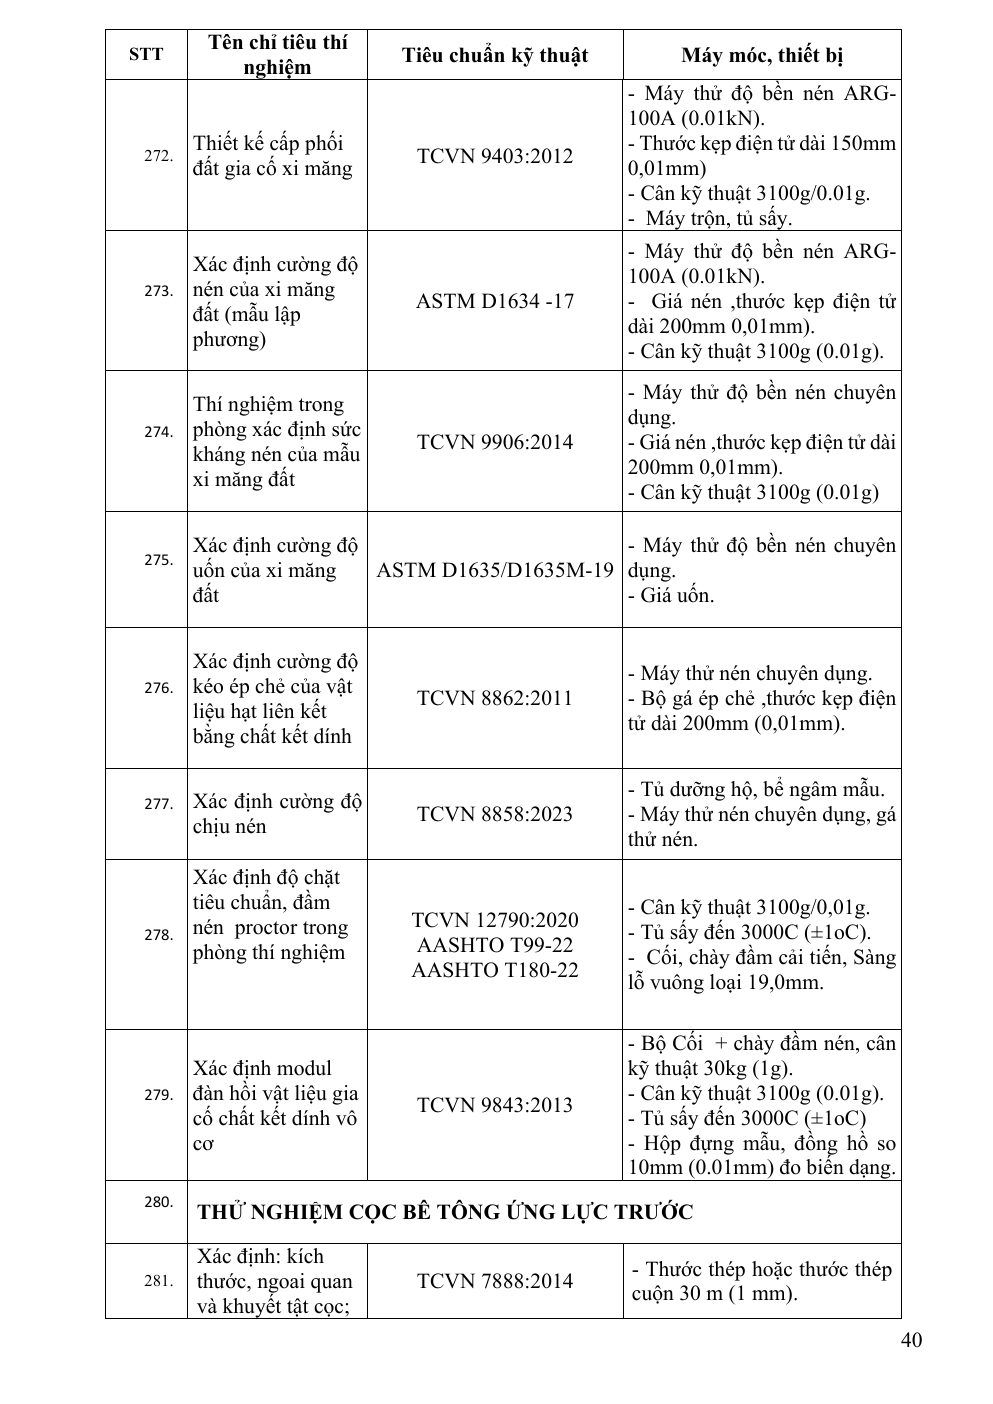 STT
Tên chỉ tiêu thí
nghiệm
Tiêu chuẩn kỹ thuật
Máy móc, thiết bị
272.
Thiết kế cấp phối
đất gia cố xi măng
TCVN 9403:2012
- Máy thử độ bền nén ARG-
100A (0.01kN).
- Thước kẹp điện tử dài 150mm
0,01mm)
- Cân kỹ thuật 3100g/0.01g.
- Máy trộn, tủ sấy.
273.
Xác định cường độ
nén của xi măng
đất (mẫu lập
phương)
ASTM D1634 -17
- Máy thử độ bền nén ARG-
100A (0.01kN).
- Giá nén ,thước kẹp điện tử
dài 200mm 0,01mm).
- Cân kỹ thuật 3100g (0.01g).
274.
Thí nghiệm trong
phòng xác định sức
kháng nén của mẫu
xi măng đất
TCVN 9906:2014
- Máy thử độ bền nén chuyên
dụng.
- Giá nén ,thước kẹp điện tử dài
200mm 0,01mm).
- Cân kỹ thuật 3100g (0.01g)
275.
Xác định cường độ
uốn của xi măng
đất
ASTM D1635/D1635M-19
- Máy thử độ bền nén chuyên
dụng.
- Giá uốn.
276.
Xác định cường độ
kéo ép chẻ của vật
liệu hạt liên kết
bằng chất kết dính
TCVN 8862:2011
- Máy thử nén chuyên dụng.
- Bộ gá ép chẻ ,thước kẹp điện
tử dài 200mm (0,01mm).
277.
Xác định cường độ
chịu nén
TCVN 8858:2023
- Tủ dưỡng hộ, bể ngâm mẫu.
- Máy thử nén chuyên dụng, gá
thử nén.
278.
Xác định độ chặt
tiêu chuẩn, đầm
nén proctor trong
phòng thí nghiệm
TCVN 12790:2020
AASHTO T99-22
AASHTO T180-22
- Cân kỹ thuật 3100g/0,01g.
- Tủ sấy đến 3000C (±1oC).
- Cối, chày đầm cải tiến, Sàng
lỗ vuông loại 19,0mm.
279.
Xác định modul
đàn hồi vật liệu gia
cố chất kết dính vô
cơ
TCVN 9843:2013
- Bộ Cối + chày đầm nén, cân
kỹ thuật 30kg (1g).
- Cân kỹ thuật 3100g (0.01g).
- Tủ sấy đến 3000C (±1oC)
- Hộp đựng mẫu, đồng hồ so
10mm (0.01mm) đo biến dạng.
280.
THỬ NGHIỆM CỌC BÊ TÔNG ỨNG LỰC TRƯỚC
281.
Xác định: kích
thước, ngoai quan
và khuyết tật cọc;
TCVN 7888:2014
- Thước thép hoặc thước thép
cuộn 30 m (1 mm).
40